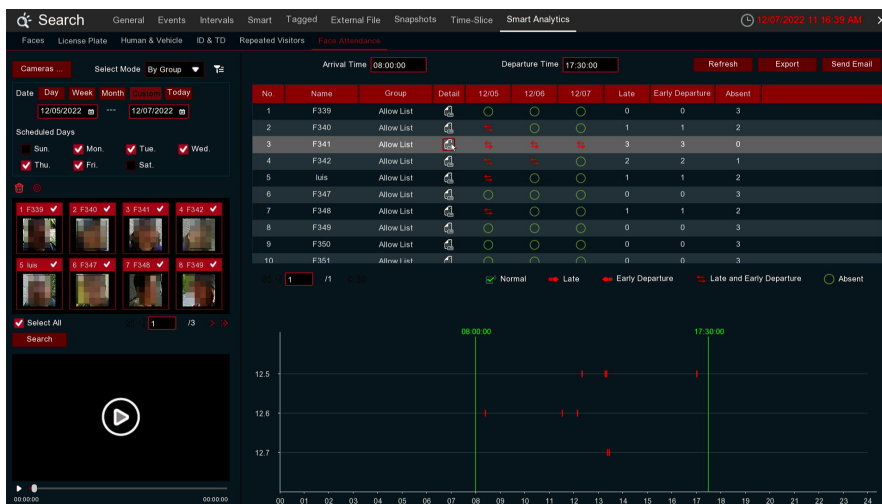 Search General Events Intervals Smart Tagged External File Snapshots Time-Slice Smart Analytics 12/07/2022 11:16:39 AM
Faces License Plate Human & Vehicle ID & TD Repeated Visitors Face Attendance
Cameras ... Select Mode By Group
Date Day Week Month Custom Today
12/05/2022 --- 12/07/2022
Scheduled Days
Sun. Mon. Tue. Wed.
Thu. Fri. Sat.
1 F339 2 F340 3 F341 4 F342
5 luis 6 F347 7 F348 8 F349
Select All 1 /3
Search
00:00:00 00:00:00
Arrival Time 08:00:00 Departure Time 17:30:00 Refresh Export Send Email
No. Name Group Detail 12/05 12/06 12/07 Late Early Departure Absent
1 F339 Allow List 0 0 3
2 F340 Allow List 1 1 2
3 F341 Allow List 3 3 0
4 F342 Allow List 2 2 1
5 luis Allow List 1 1 2
6 F347 Allow List 0 0 3
7 F348 Allow List 1 1 2
8 F349 Allow List 0 0 3
9 F350 Allow List 0 0 3
10 F351 Allow List 0 0 3
1 /1 Normal Late Early Departure Late and Early Departure Absent
08:00:00 17:30:00
12.5
12.6
12.7
00 01 02 03 04 05 06 07 08 09 10 11 12 13 14 15 16 17 18 19 20 21 22 23 24